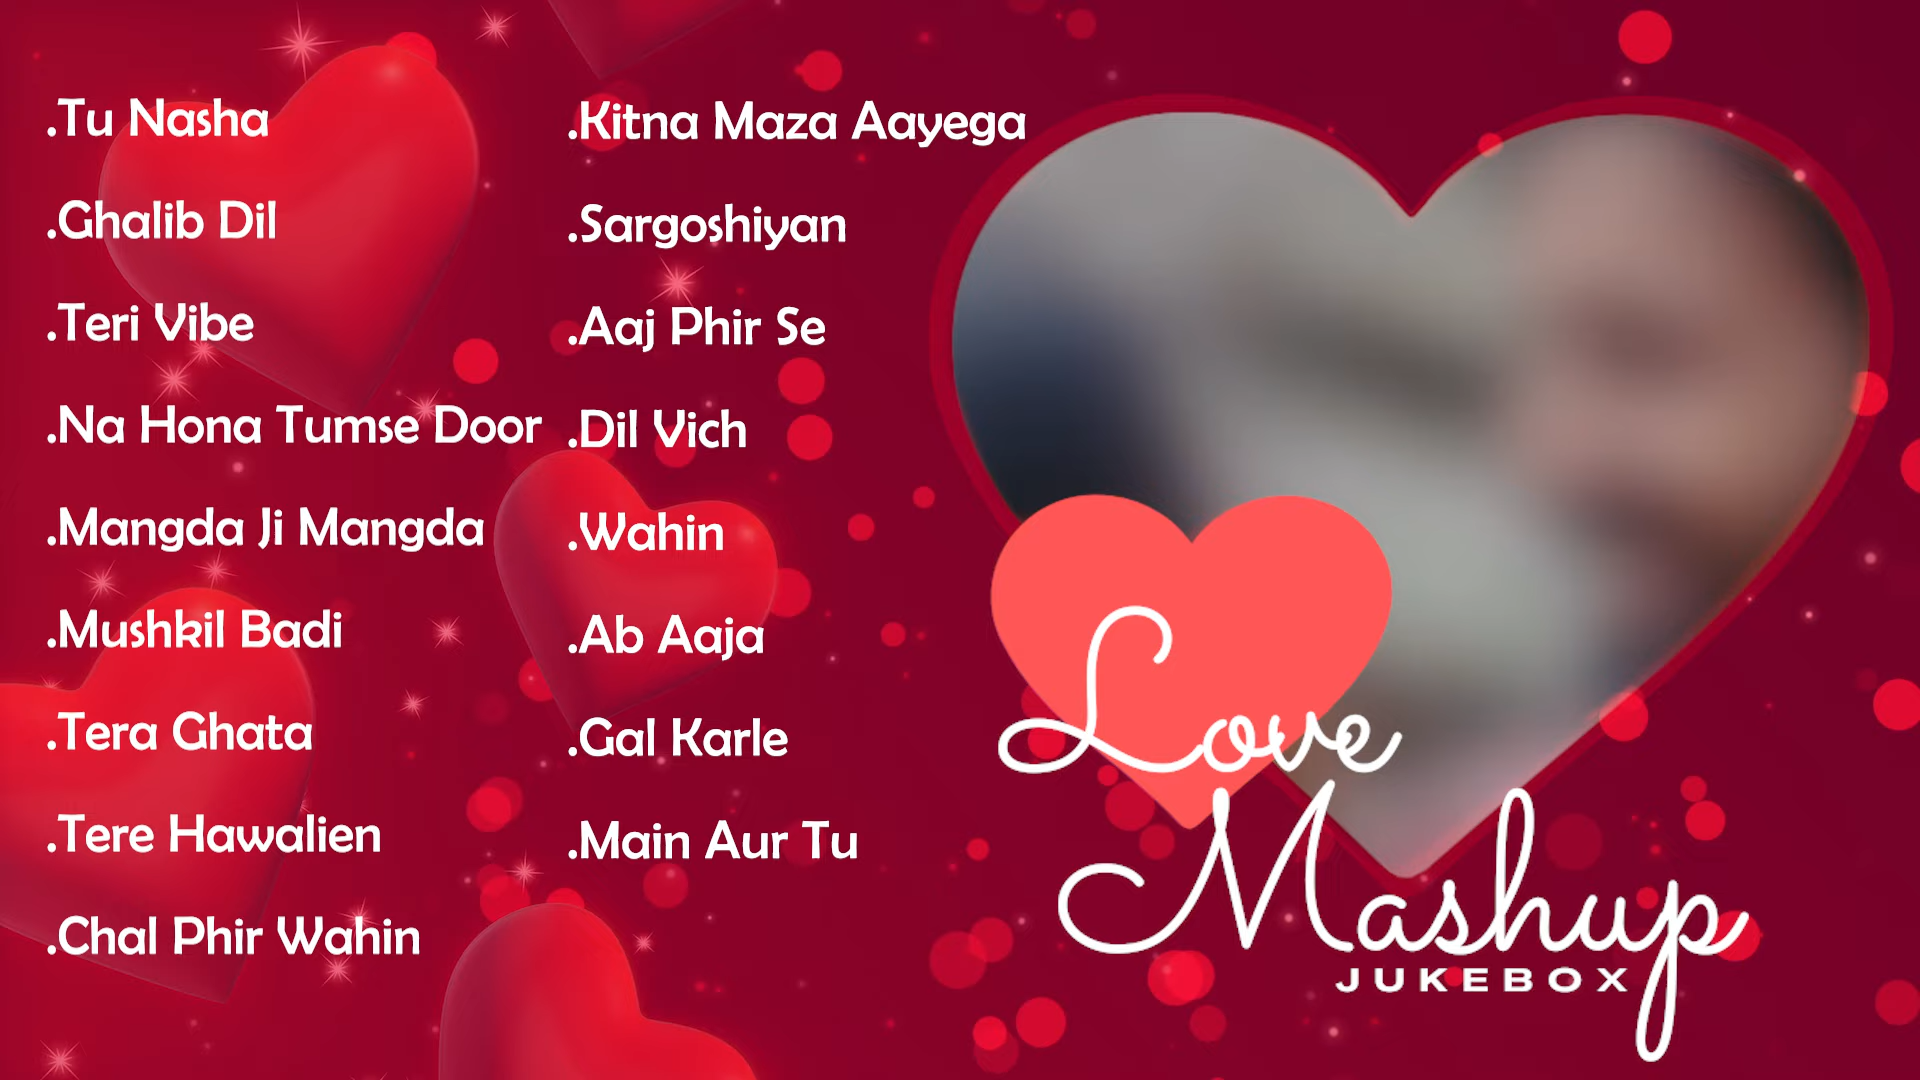 .Tu Nasha
.Ghalib Dil
.Teri Vibe
.Na Hona Tumse Door
.Mangda Ji Mangda
.Mushkil Badi
.Tera Ghata
.Tere Hawalien
.Chal Phir Wahin
.Kitna Maza Aayega
.Sargoshiyan
.Aaj Phir Se
.Dil Vich
.Wahin
.Ab Aaja
.Gal Karle
.Main Aur Tu
Love
Mashup
JUKEBOX